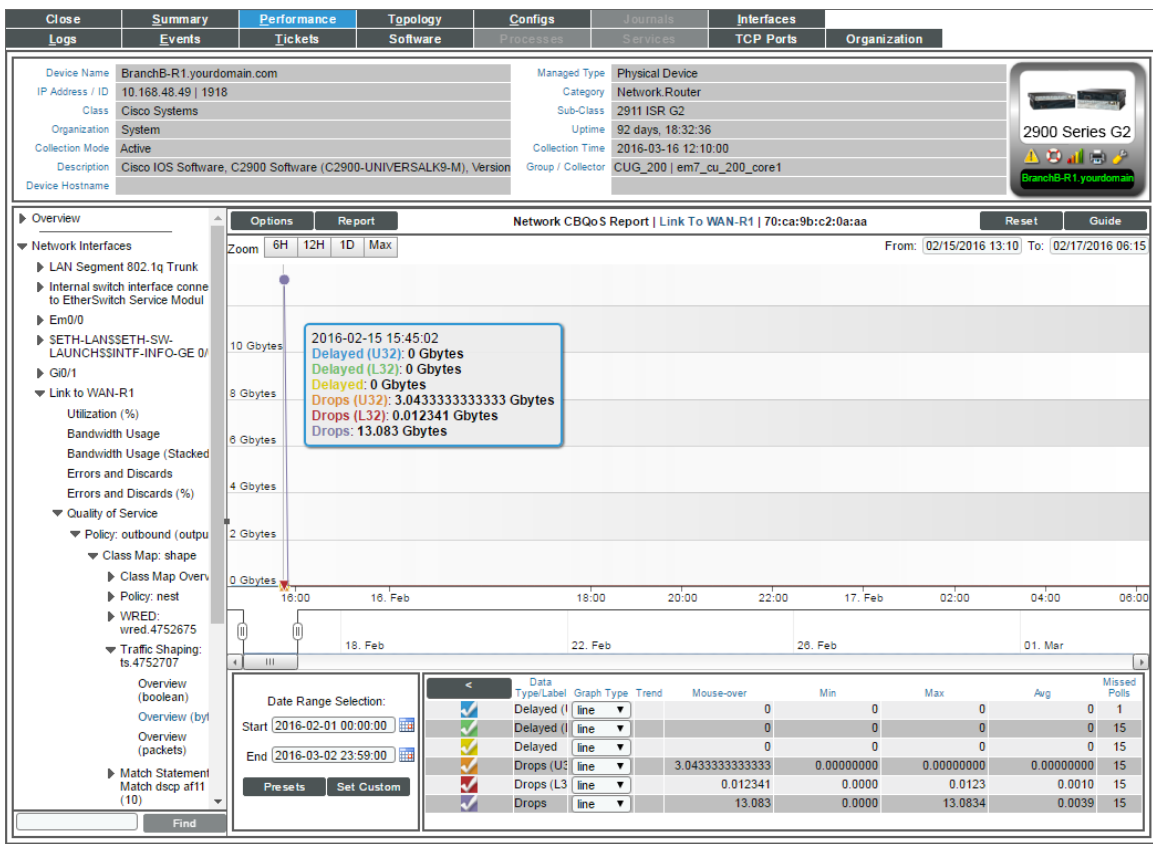 Close Summary Performance Topology Configs Journals Interfaces
Logs Events Tickets Software Processes Services TCP Ports Organization
Device Name BranchB-R1.yourdomain.com Managed Type Physical Device
IP Address / ID 10.168.48.49 | 1918 Category Network.Router
Class Cisco Systems Sub-Class 2911 ISR G2
Organization System Uptime 92 days, 18:32:36
Collection Mode Active Collection Time 2016-03-16 12:10:00
Description Cisco IOS Software, C2900 Software (C2900-UNIVERSALK9-M), Version Group / Collector CUG_200 | em7_cu_200_core1
Device Hostname
2900 Series G2
BranchB-R1.yourdomain
Overview
Network Interfaces
LAN Segment 802.1q Trunk
Internal switch interface conne
to EtherSwitch Service Modul
Em0/0
$ETH-LAN$$ETH-SW-
LAUNCH$$INTF-INFO-GE 0/
Gi0/1
Link to WAN-R1
Utilization (%)
Bandwidth Usage
Bandwidth Usage (Stacked
Errors and Discards
Errors and Discards (%)
Quality of Service
Policy: outbound (outpu
Class Map: shape
Class Map Overv
Policy: nest
WRED:
wred.4752675
Traffic Shaping:
ts.4752707
Overview
(boolean)
Overview (byt
Overview
(packets)
Match Statement
Match dscp af11
(10)
Find
Options Report Network CBQoS Report | Link To WAN-R1 | 70:ca:9b:c2:0a:aa Reset Guide
Zoom 6H 12H 1D Max From: 02/15/2016 13:10 To: 02/17/2016 06:15
10 Gbytes
8 Gbytes
6 Gbytes
4 Gbytes
2 Gbytes
0 Gbytes
2016-02-15 15:45:02
Delayed (U32): 0 Gbytes
Delayed (L32): 0 Gbytes
Delayed: 0 Gbytes
Drops (U32): 3.0433333333333 Gbytes
Drops (L32): 0.012341 Gbytes
Drops: 13.083 Gbytes
16:00 16. Feb 18:00 20:00 22:00 17. Feb 02:00 04:00 06:00
18. Feb 22. Feb 26. Feb 01. Mar
Date Range Selection:
Start 2016-02-01 00:00:00
End 2016-03-02 23:59:00
Presets Set Custom
< Data Type/Label Graph Type Trend Mouse-over Min Max Avg Missed Polls
Delayed (U line 0 0 0 0 1
Delayed (l line 0 0 0 0 15
Delayed line 0 0 0 0 15
Drops (U3 line 3.0433333333333 0.00000000 0.00000000 0.00000000 15
Drops (L3 line 0.012341 0.0000 0.0123 0.0010 15
Drops line 13.083 0.0000 13.0834 0.0039 15